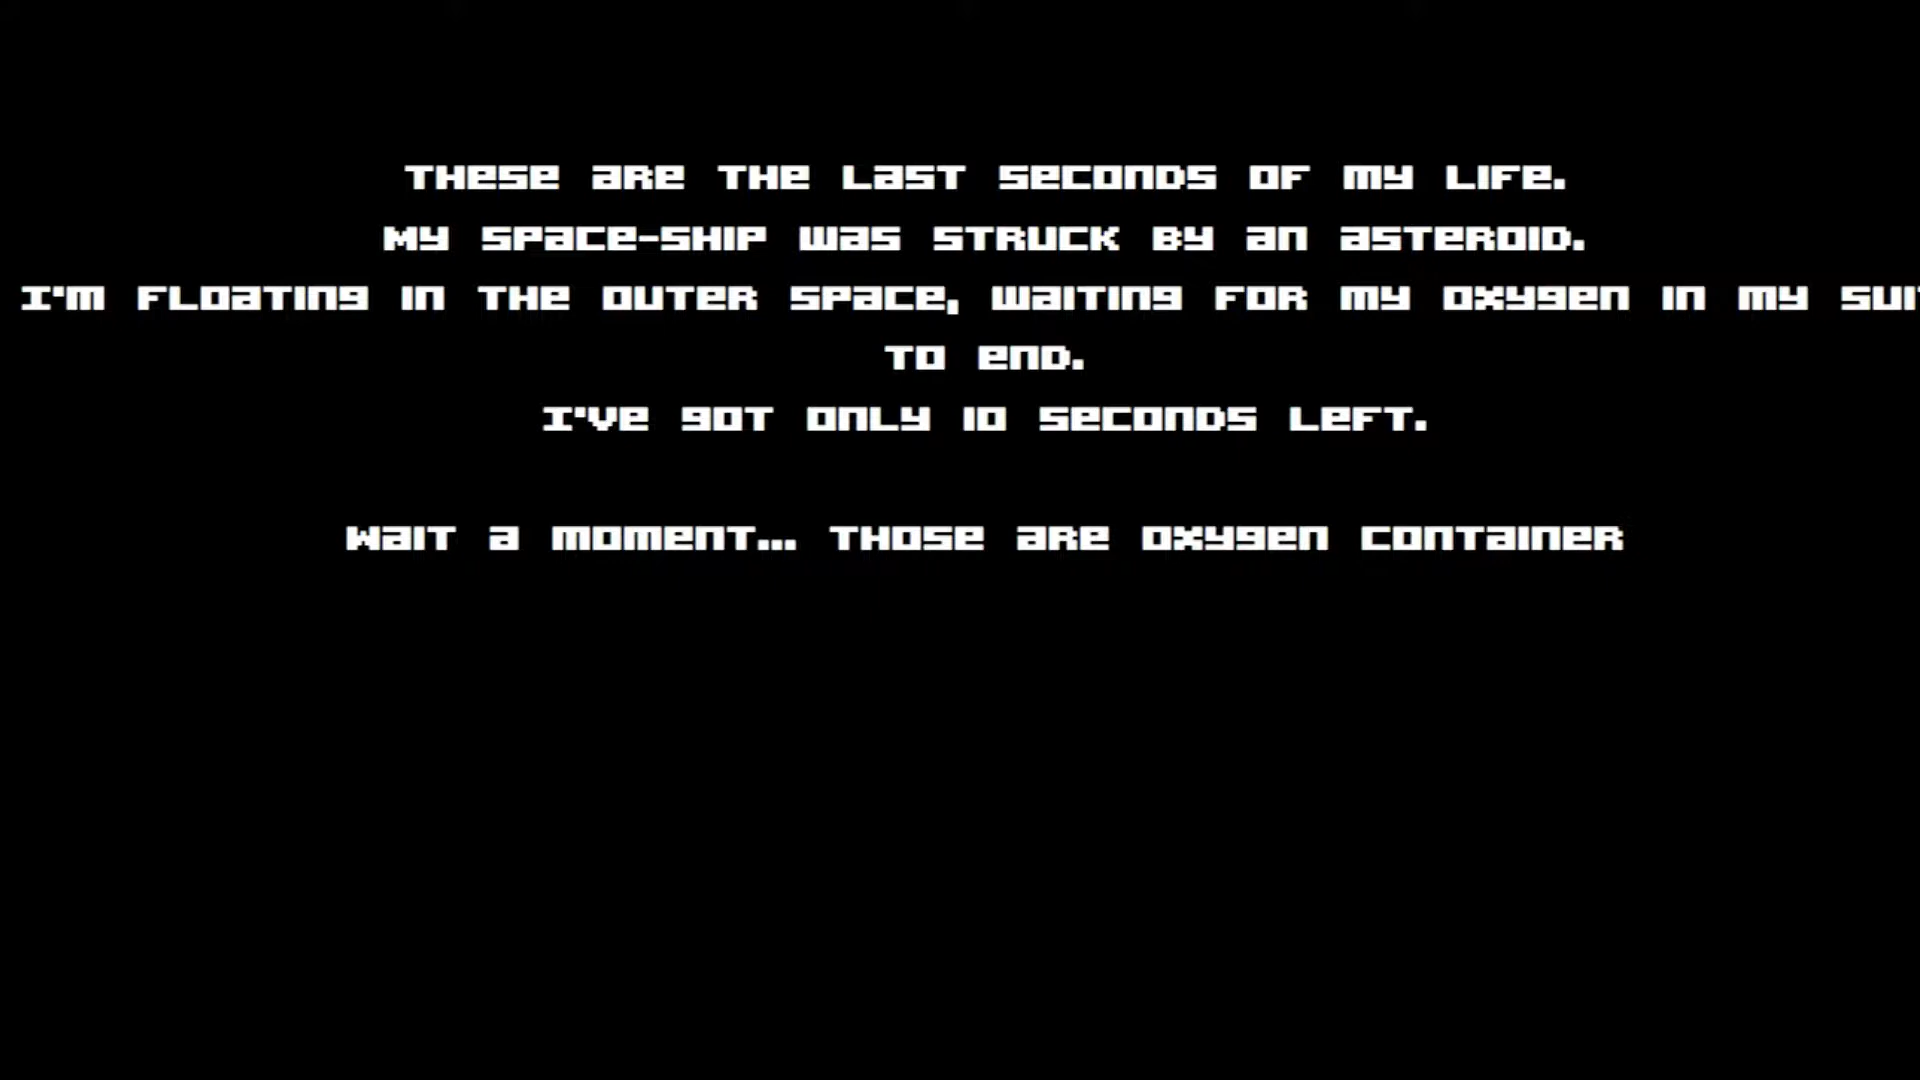 These are the last seconds of my life.
My space-ship was struck by an asteroid.
I'm floating in the outer space, waiting for my oxygen in my suit
to end.
I've got only 10 seconds left.
Wait a moment... Those are oxygen container